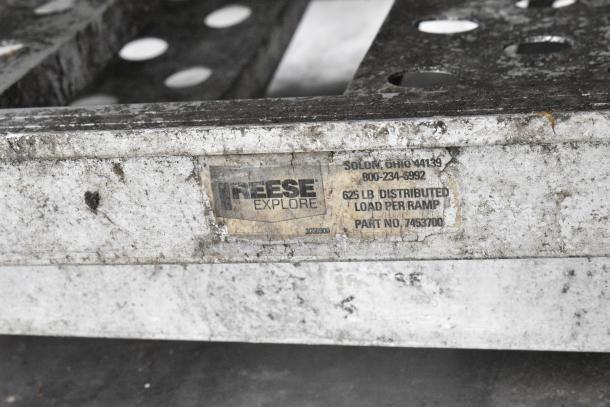 REESE
EXPLORE
SOLON, OHIO 44139
800-234-6992
625 LB DISTRIBUTED
LOAD PER RAMP
PART NO. 7453700